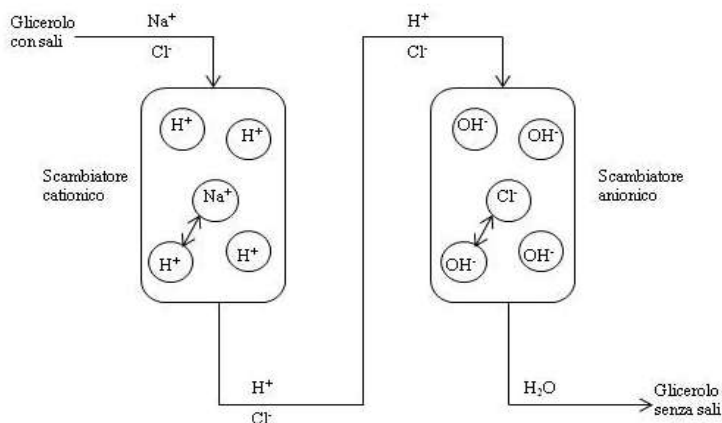 Glicerolo
con sali
Na⁺
Cl⁻
H⁺
Cl⁻
Scambiatore
cationico
H⁺
H⁺
Na⁺
H⁺
H⁺
OH⁻
OH⁻
Cl⁻
OH⁻
OH⁻
Scambiatore
anionico
H⁺
Cl⁻
H₂O
Glicerolo
senza sali